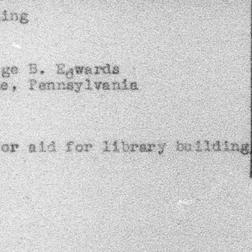 ing
ge B. Edwards
e, Pennsylvania
or aid for library building